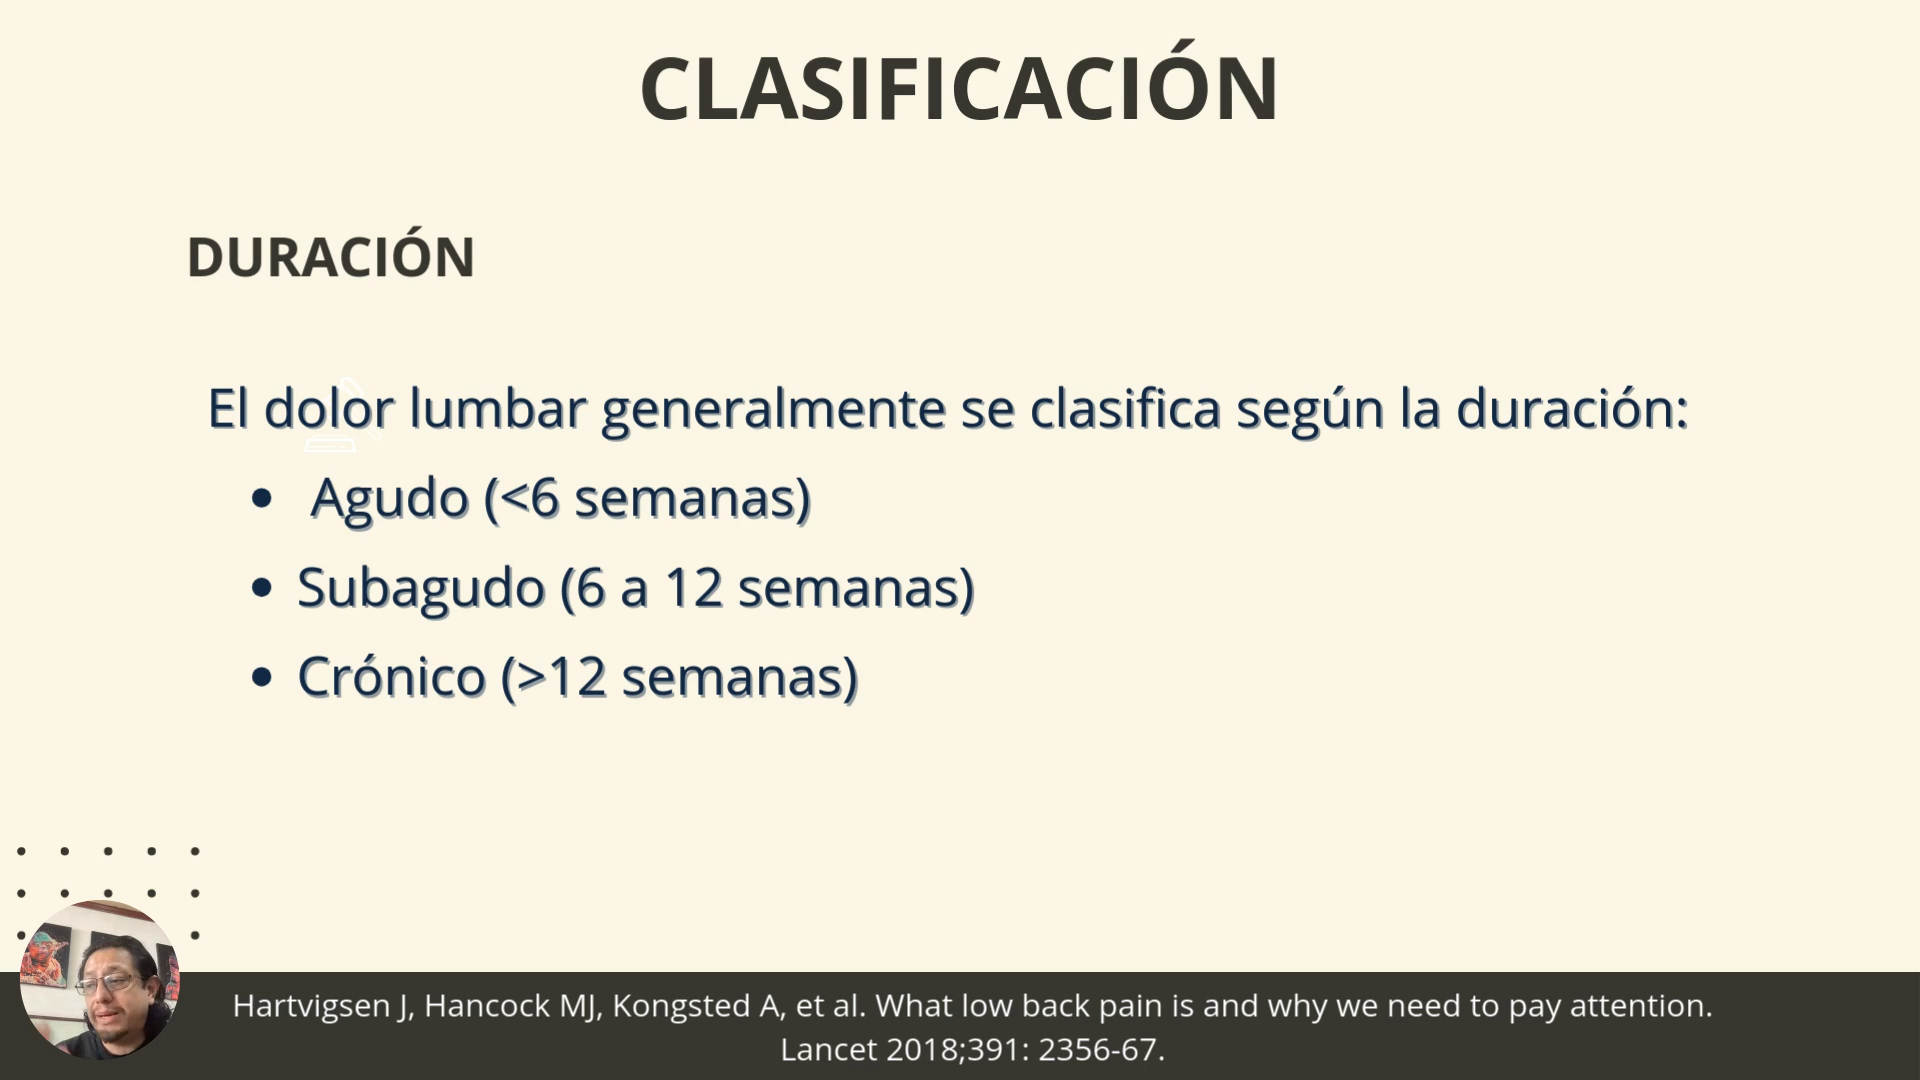 CLASIFICACIÓN
DURACIÓN
El dolor lumbar generalmente se clasifica según la duración:
• Agudo (<6 semanas)
• Subagudo (6 a 12 semanas)
• Crónico (>12 semanas)
Hartvigsen J, Hancock MJ, Kongsted A, et al. What low back pain is and why we need to pay attention.
Lancet 2018;391: 2356-67.